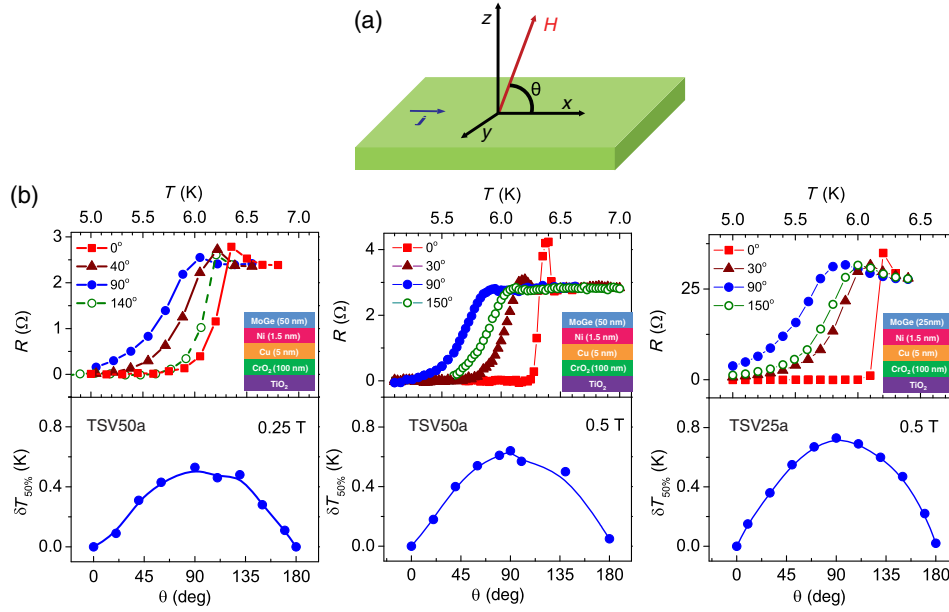 (a)
z
H
θ
x
y
j
(b)
T (K)
5.0 5.5 6.0 6.5 7.0
R (Ω)
3
2
1
0
0°
40°
90°
140°
MoGe (50 nm)
Ni (1.5 nm)
Cu (5 nm)
CrO₂ (100 nm)
TiO₂
TSV50a 0.25 T
δT50% (K)
0.8
0.4
0.0
0 45 90 135 180
θ (deg)
T (K)
5.5 6.0 6.5
R (Ω)
4
2
0
0°
30°
90°
150°
MoGe (50 nm)
Ni (1.5 nm)
Cu (5 nm)
CrO₂ (100 nm)
TiO₂
TSV50a 0.5 T
δT50% (K)
0.8
0.4
0.0
0 45 90 135 180
θ (deg)
T (K)
5.0 5.5 6.0 6.5
R (Ω)
25
0
0°
30°
90°
150°
MoGe (25nm)
Ni (1.5 nm)
Cu (5 nm)
CrO₂ (100 nm)
TiO₂
TSV25a 0.5 T
δT50% (K)
0.8
0.4
0.0
0 45 90 135 180
θ (deg)